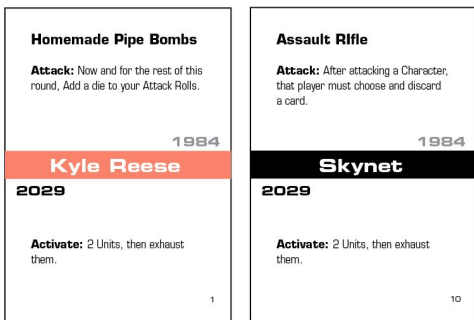 Homemade Pipe Bombs
Attack: Now and for the rest of this
round, Add a die to your Attack Rolls.
1984
Kyle Reese
2029
Activate: 2 Units, then exhaust
them.
1
Assault RIfle
Attack: After attacking a Character,
that player must choose and discard
a card.
1984
Skynet
2029
Activate: 2 Units, then exhaust
them.
10